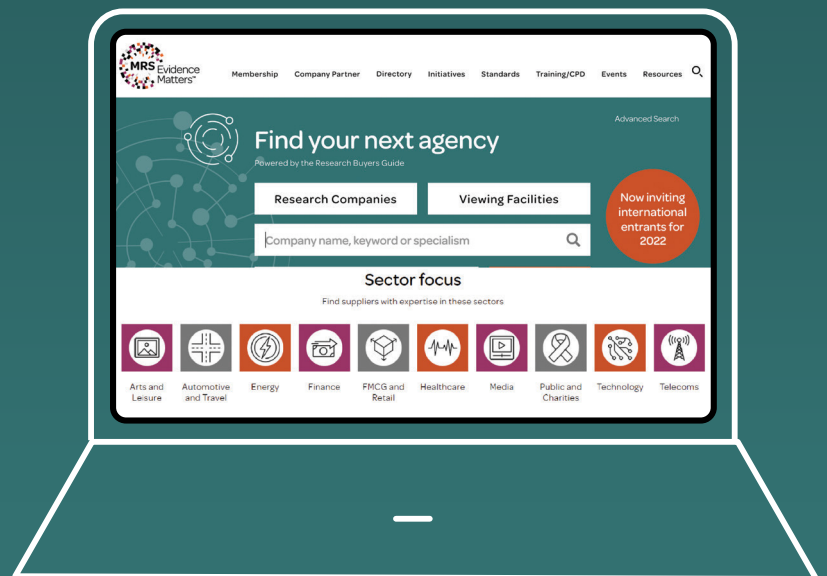 MRS Evidence
Matters™
Membership Company Partner Directory Initiatives Standards Training/CPD Events Resources
Advanced Search
Find your next agency
Powered by the Research Buyers Guide
Research Companies
Viewing Facilities
Company name, keyword or specialism
Now inviting
international
entrants for
2022
Sector focus
Find suppliers with expertise in these sectors
Arts and
Leisure
Automotive
and Travel
Energy
Finance
FMCG and
Retail
Healthcare
Media
Public and
Charities
Technology
Telecoms